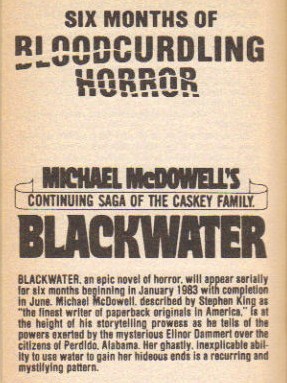 SIX MONTHS OF
BLOODCURDLING
HORROR
MICHAEL McDOWELL'S
CONTINUING SAGA OF THE CASKEY FAMILY.
BLACKWATER
BLACKWATER, an epic novel of horror, will appear serially
for six months beginning in January 1983 with completion
in June. Michael McDowell, described by Stephen King as
"the finest writer of paperback originals in America," is at
the height of his storytelling prowess as he tells of the
powers exerted by the mysterious Elinor Dammert over the
citizens of Perdido, Alabama. Her ghastly, inexplicable abil-
ity to use water to gain her hideous ends is a recurring and
mystifying pattern.